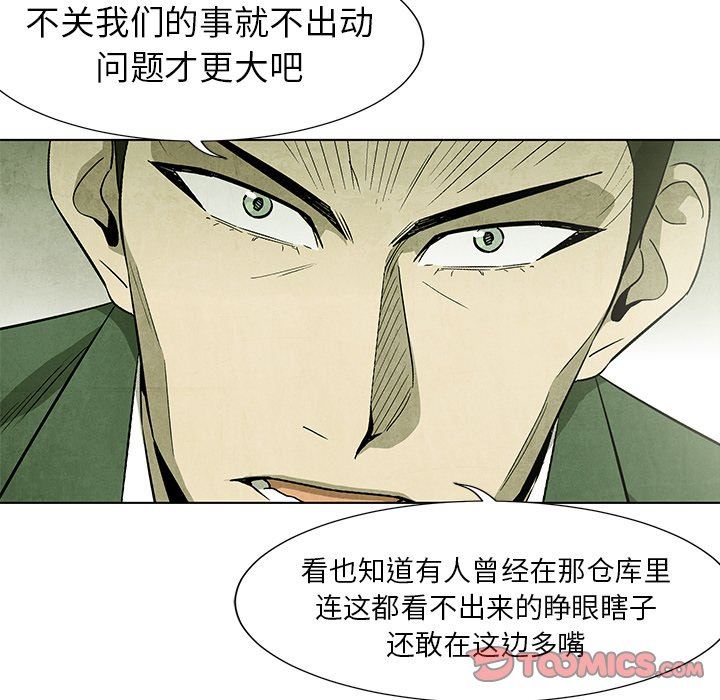 不关我们的事就不出动
问题才更大吧
看也知道有人曾经在那仓库里
连这都看不出来的睁眼瞎子
还敢在这边多嘴
TOOMICS.com